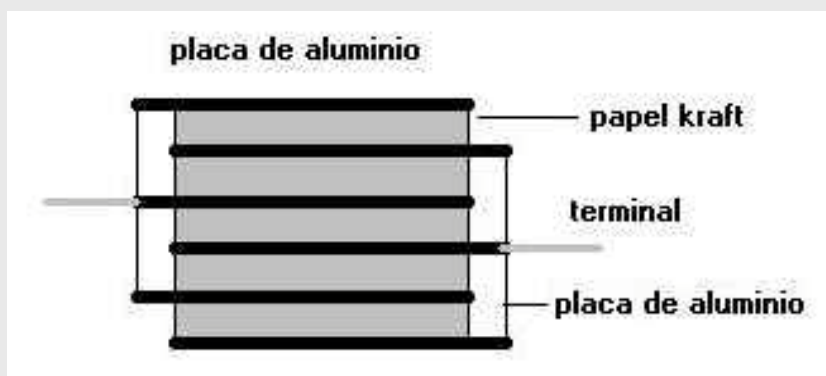 placa de aluminio
papel kraft
terminal
placa de aluminio